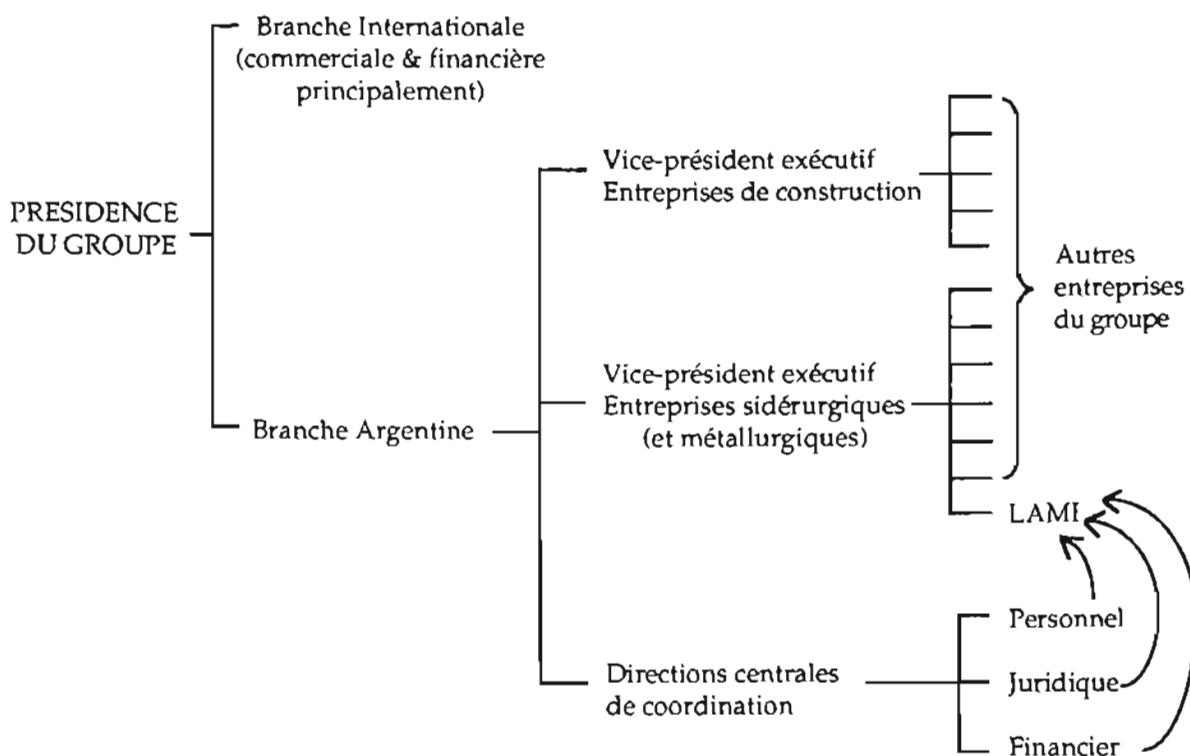 Branche Internationale
(commerciale & financière
principalement)
PRESIDENCE
DU GROUPE
Branche Argentine
Vice-président exécutif
Entreprises de construction
Vice-président exécutif
Entreprises sidérurgiques
(et métallurgiques)
Directions centrales
de coordination
Autres
entreprises
du groupe
LAMI
Personnel
Juridique
Financier